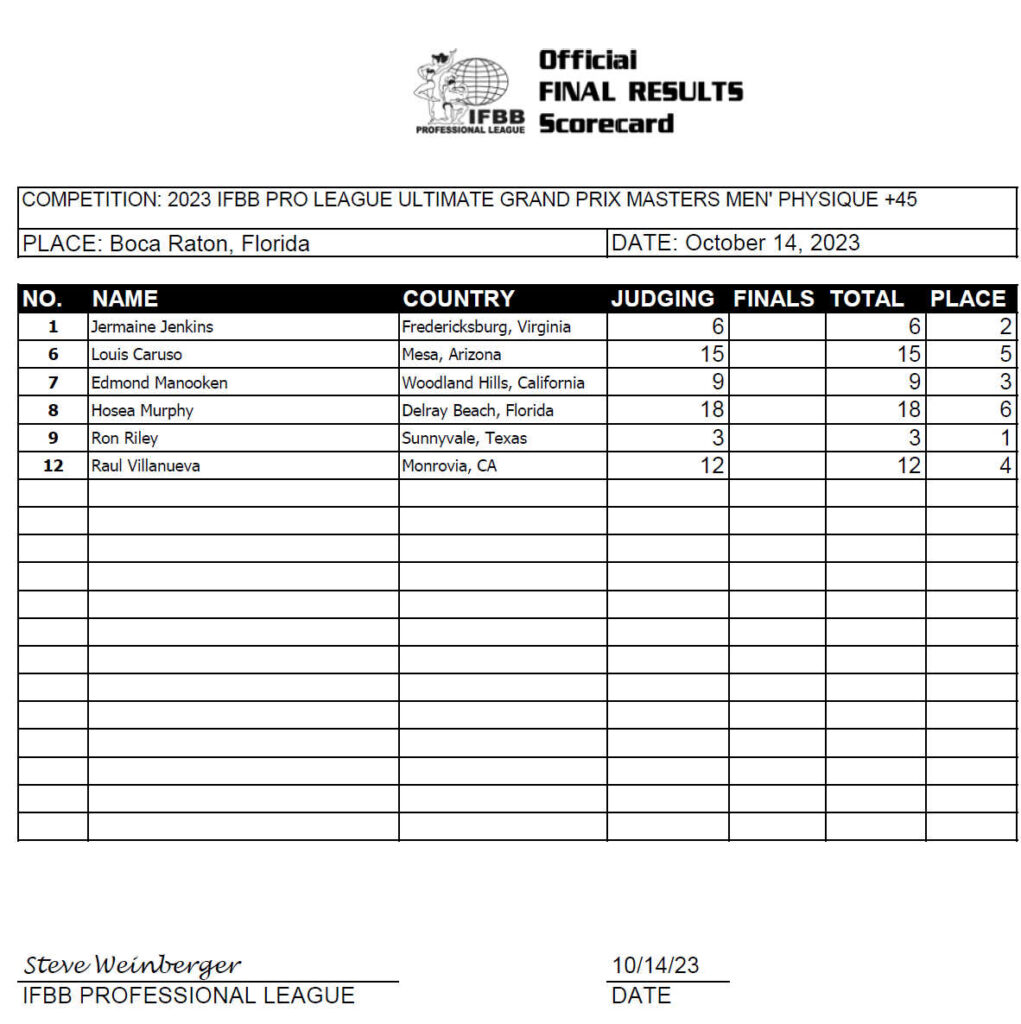 Official
FINAL RESULTS
Scorecard
IFBB
PROFESSIONAL LEAGUE
COMPETITION: 2023 IFBB PRO LEAGUE ULTIMATE GRAND PRIX MASTERS MEN' PHYSIQUE +45
PLACE: Boca Raton, Florida DATE: October 14, 2023
NO. NAME COUNTRY JUDGING FINALS TOTAL PLACE
1 Jermaine Jenkins Fredericksburg, Virginia 6 6 2
6 Louis Caruso Mesa, Arizona 15 15 5
7 Edmond Manooken Woodland Hills, California 9 9 3
8 Hosea Murphy Delray Beach, Florida 18 18 6
9 Ron Riley Sunnyvale, Texas 3 3 1
12 Raul Villanueva Monrovia, CA 12 12 4
Steve Weinberger 10/14/23
IFBB PROFESSIONAL LEAGUE DATE